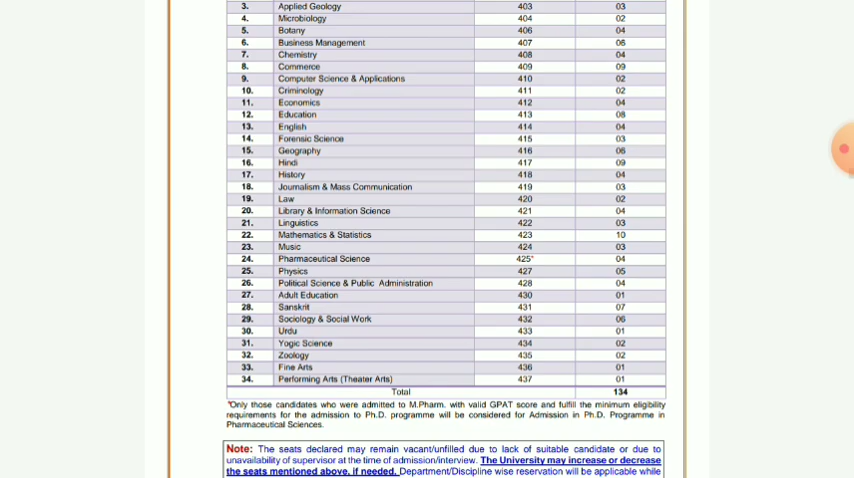 3. Applied Geology 403 03
4. Microbiology 404 02
5. Botany 406 04
6. Business Management 407 06
7. Chemistry 408 04
8. Commerce 409 09
9. Computer Science & Applications 410 02
10. Criminology 411 02
11. Economics 412 04
12. Education 413 08
13. English 414 04
14. Forensic Science 415 03
15. Geography 416 06
16. Hindi 417 09
17. History 418 04
18. Journalism & Mass Communication 419 03
19. Law 420 02
20. Library & Information Science 421 04
21. Linguistics 422 03
22. Mathematics & Statistics 423 10
23. Music 424 03
24. Pharmaceutical Science 425* 04
25. Physics 427 05
26. Political Science & Public Administration 428 04
27. Adult Education 430 01
28. Sanskrit 431 07
29. Sociology & Social Work 432 06
30. Urdu 433 01
31. Yogic Science 434 02
32. Zoology 435 02
33. Fine Arts 436 01
34. Performing Arts (Theater Arts) 437 01
Total 134
*Only those candidates who were admitted to M.Pharm. with valid GPAT score and fulfill the minimum eligibility
requirements for the admission to Ph.D. programme will be considered for Admission in Ph.D. Programme in
Pharmaceutical Sciences.
Note: The seats declared may remain vacant/unfilled due to lack of suitable candidate or due to
unavailability of supervisor at the time of admission/interview. The University may increase or decrease
the seats mentioned above, if needed. Department/Discipline wise reservation will be applicable while